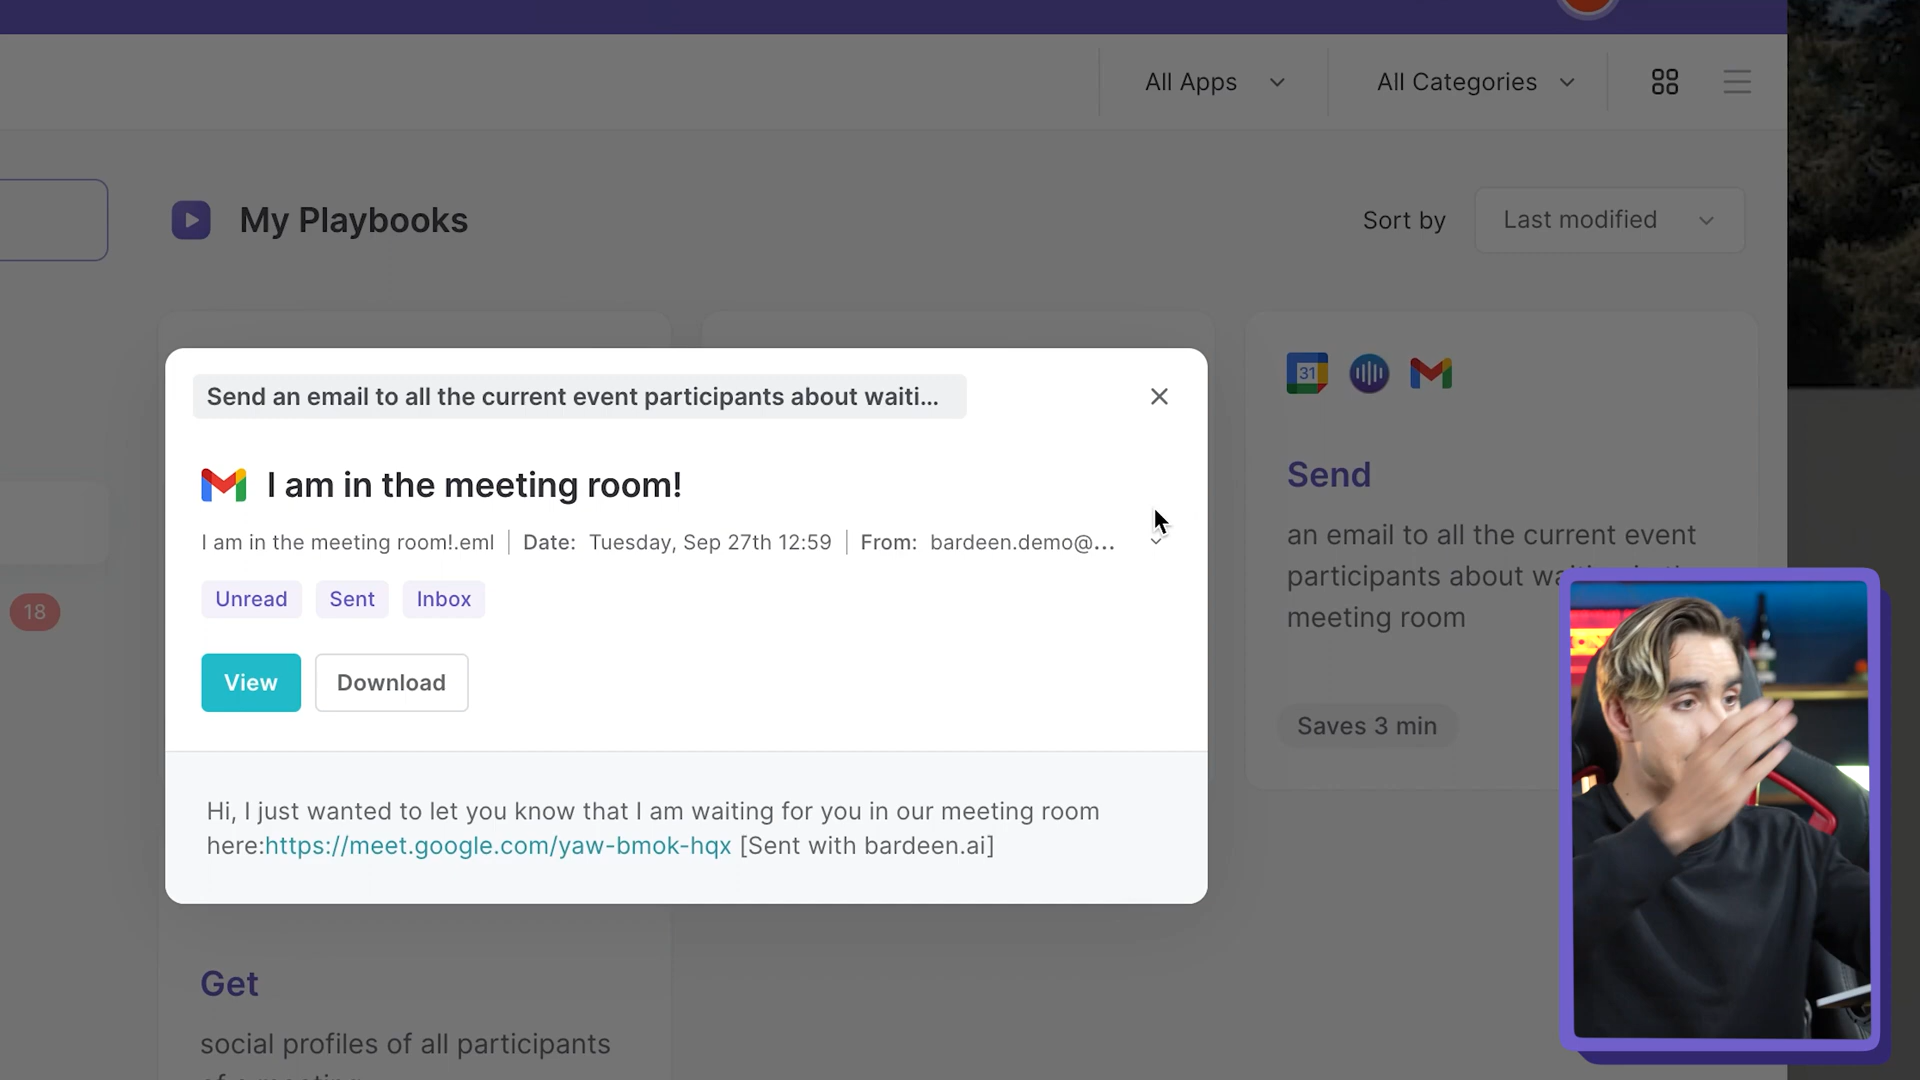 All Apps
All Categories
My Playbooks
Sort by
Last modified
31
Send an email to all the current event participants about waiti...
I am in the meeting room!
I am in the meeting room!.eml Date: Tuesday, Sep 27th 12:59 From: bardeen.demo@...
Unread
Sent
Inbox
18
View
Download
Hi, I just wanted to let you know that I am waiting for you in our meeting room
here:https://meet.google.com/yaw-bmok-hqx [Sent with bardeen.ai]
Send
an email to all the current event
participants about
meeting room
Saves 3 min
Get
social profiles of all participants